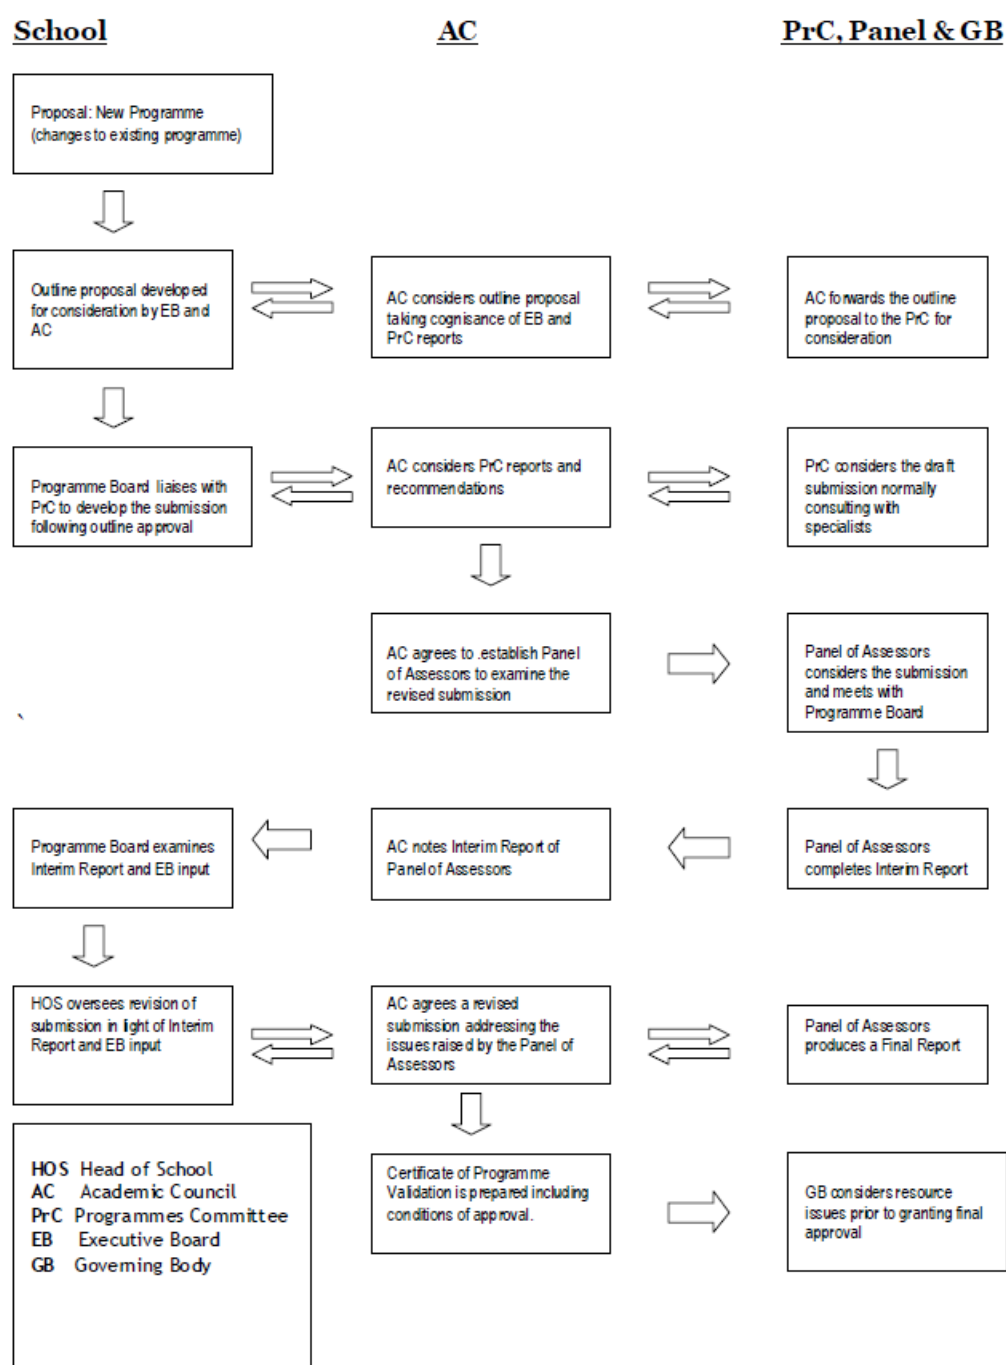 School
AC
PrC, Panel & GB
Proposal: New Programme
(changes to existing programme)
Outline proposal developed
for consideration by EB and
AC
AC considers outline proposal
taking cognisance of EB and
PrC reports
AC forwards the outline
proposal to the PrC for
consideration
Programme Board liaises with
PrC to develop the submission
following outline approval
AC considers PrC reports and
recommendations
PrC considers the draft
submission normally
consulting with
specialists
AC agrees to .establish Panel
of Assessors to examine the
revised submission
Panel of Assessors
considers the submission
and meets with
Programme Board
`
Programme Board examines
Interim Report and EB input
AC notes Interim Report of
Panel of Assessors
Panel of Assessors
completes Interim Report
HOS oversees revision of
submission in light of Interim
Report and EB input
AC agrees a revised
submission addressing the
issues raised by the Panel of
Assessors
Panel of Assessors
produces a Final Report
HOS Head of School
AC Academic Council
PrC Programmes Committee
EB Executive Board
GB Governing Body
Certificate of Programme
Validation is prepared including
conditions of approval.
GB considers resource
issues prior to granting final
approval